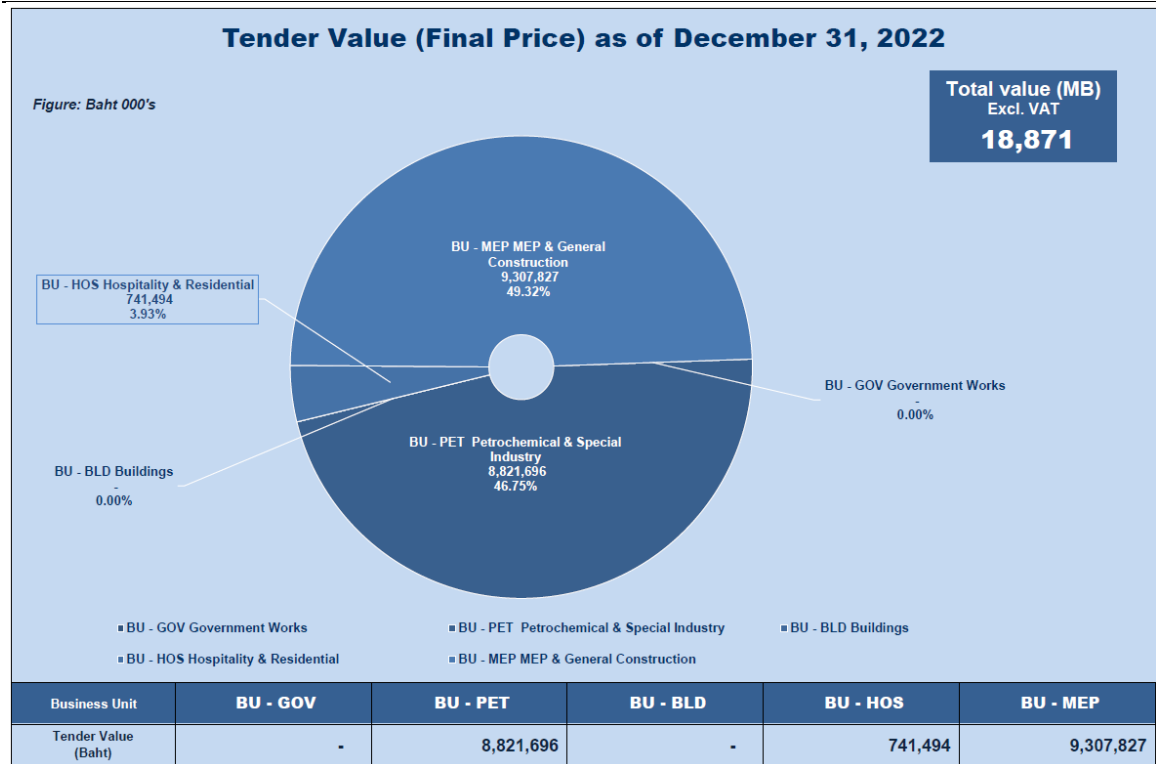 Tender Value (Final Price) as of December 31, 2022
Figure: Baht 000's
Total value (MB)
Excl. VAT
18,871
BU - MEP MEP & General
Construction
9,307,827
49.32%
BU - HOS Hospitality & Residential
741,494
3.93%
BU - GOV Government Works
-
0.00%
BU - PET  Petrochemical & Special
Industry
8,821,696
46.75%
BU - BLD Buildings
-
0.00%
BU - GOV Government Works
BU - PET  Petrochemical & Special Industry
BU - BLD Buildings
BU - HOS Hospitality & Residential
BU - MEP MEP & General Construction
Business Unit BU - GOV BU - PET BU - BLD BU - HOS BU - MEP
Tender Value
(Baht) - 8,821,696 - 741,494 9,307,827